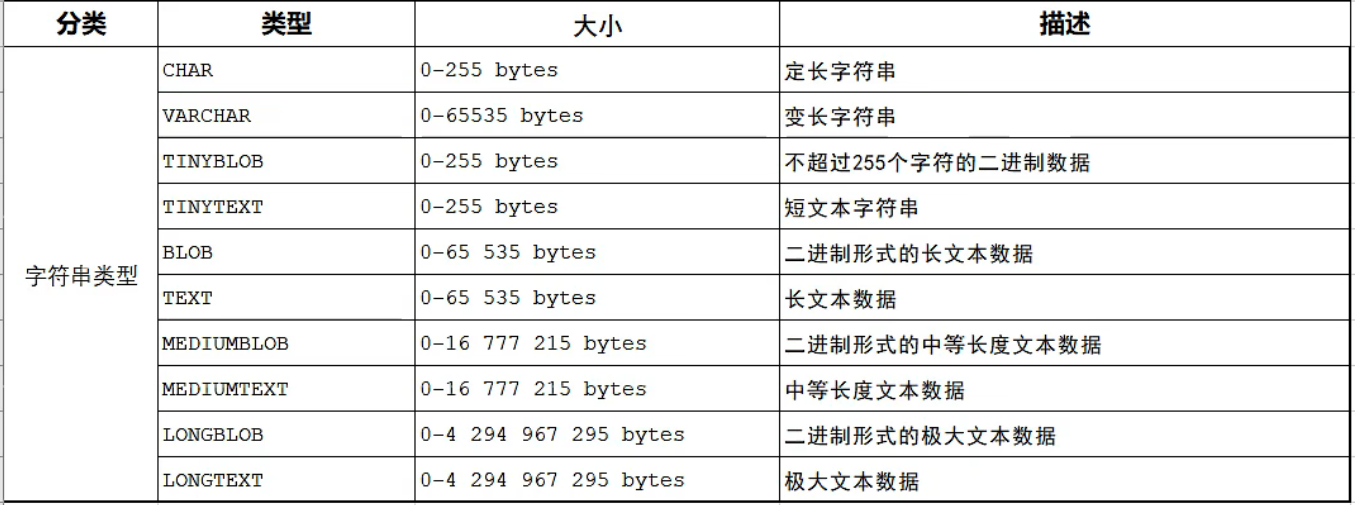 分类 类型 大小 描述
CHAR 0-255 bytes 定长字符串
VARCHAR 0-65535 bytes 变长字符串
TINYBLOB 0-255 bytes 不超过255个字符的二进制数据
TINYTEXT 0-255 bytes 短文本字符串
字符串类型 BLOB 0-65 535 bytes 二进制形式的长文本数据
TEXT 0-65 535 bytes 长文本数据
MEDIUMBLOB 0-16 777 215 bytes 二进制形式的中等长度文本数据
MEDIUMTEXT 0-16 777 215 bytes 中等长度文本数据
LONGBLOB 0-4 294 967 295 bytes 二进制形式的极大文本数据
LONGTEXT 0-4 294 967 295 bytes 极大文本数据